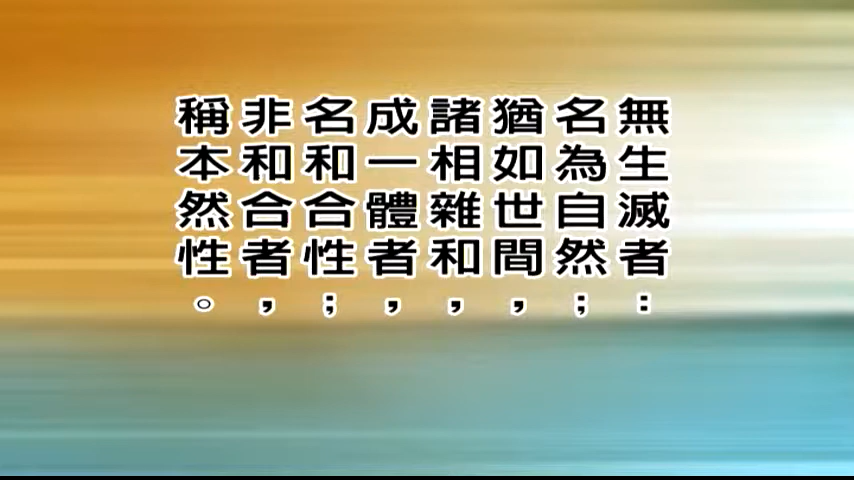 無生滅者：
名為自然；
猶如世間，
諸相雜和，
成一體者，
名和合性；
非和合者，
稱本然性。